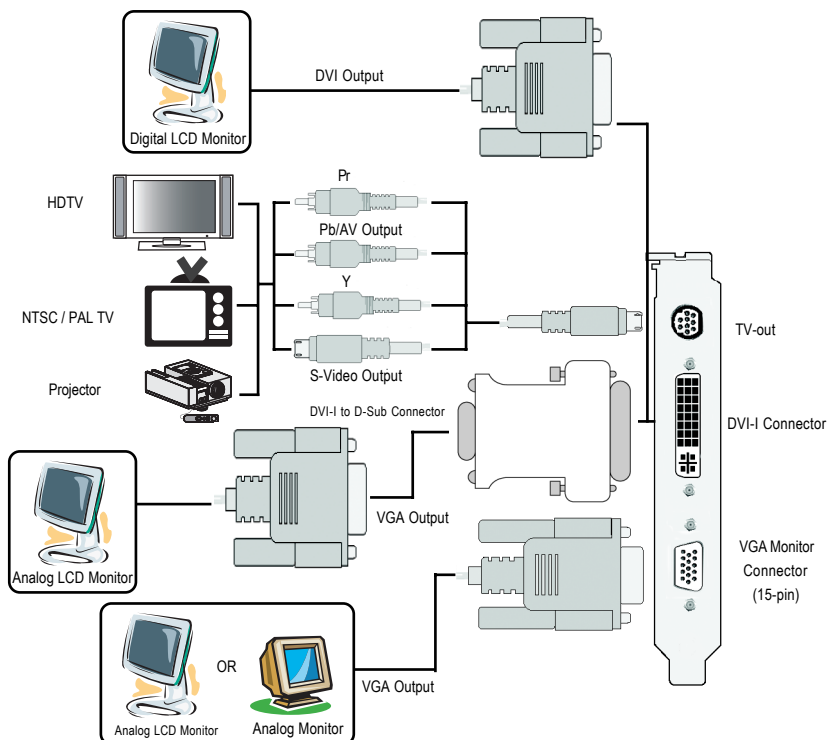 DVI Output
Digital LCD Monitor
Pr
HDTV
Pb/AV Output
Y
NTSC / PAL TV
TV-out
S-Video Output
Projector
DVI-I to D-Sub Connector
DVI-I Connector
VGA Output
Analog LCD Monitor
VGA Monitor
Connector
(15-pin)
OR
VGA Output
Analog LCD Monitor
Analog Monitor